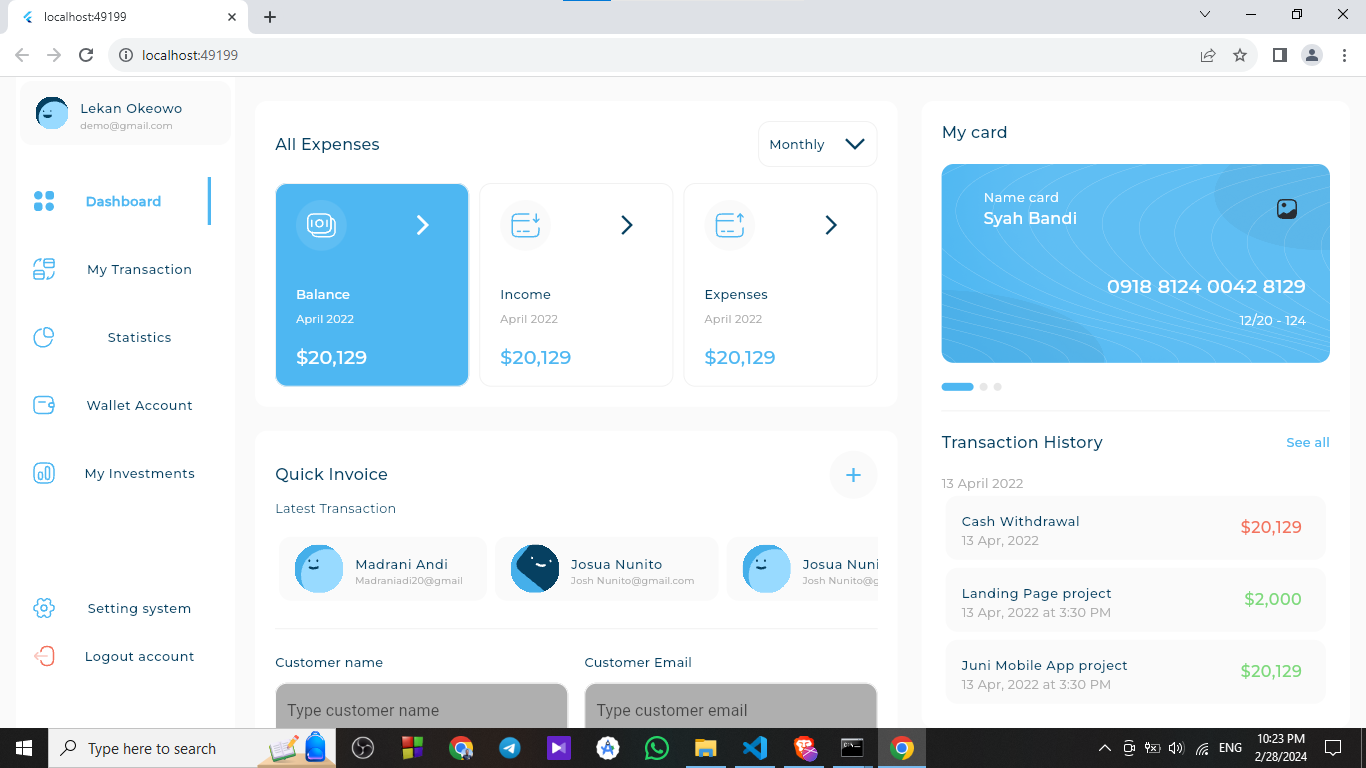 localhost:49199
localhost:49199
Lekan Okeowo
demo@gmail.com
Dashboard
My Transaction
Statistics
Wallet Account
My Investments
Setting system
Logout account
All Expenses
Monthly
Balance
April 2022
$20,129
Income
April 2022
$20,129
Expenses
April 2022
$20,129
Quick Invoice
Latest Transaction
Madrani Andi
Madraniadi20@gmail
Josua Nunito
Josh Nunito@gmail.com
Josua Nuni
Josh Nunito@g
Customer name
Customer Email
Type customer name
Type customer email
My card
Name card
Syah Bandi
0918 8124 0042 8129
12/20 - 124
Transaction History
See all
13 April 2022
Cash Withdrawal
13 Apr, 2022
$20,129
Landing Page project
13 Apr, 2022 at 3:30 PM
$2,000
Juni Mobile App project
13 Apr, 2022 at 3:30 PM
$20,129
Type here to search
ENG
10:23 PM
2/28/2024